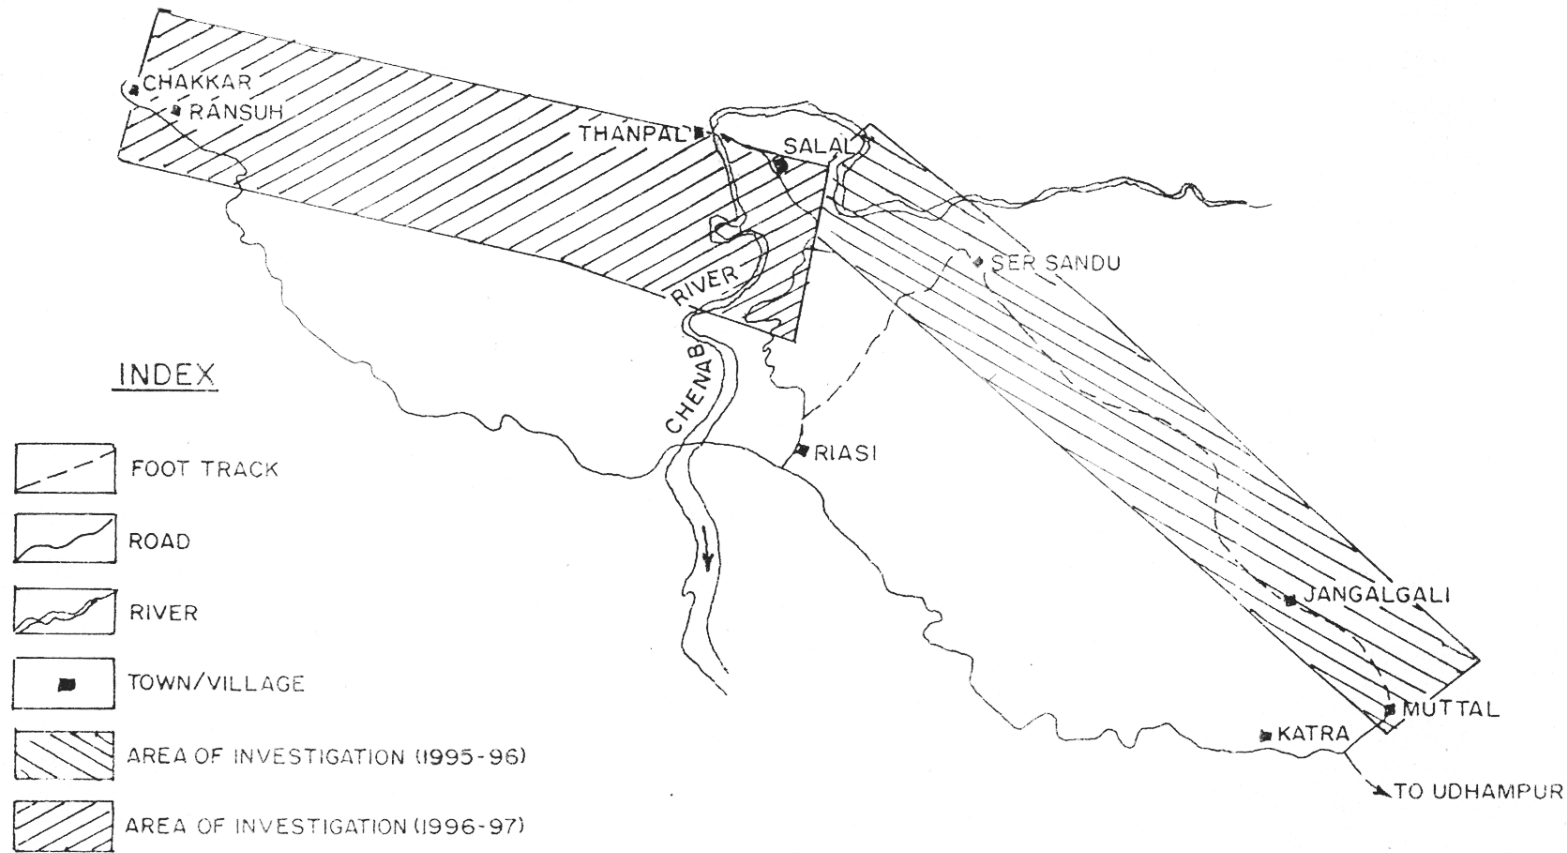 CHAKKAR
RANSUH
THANPAL
SALAL
SER SANDU
RIVER
CHENAB
RIASI
JANGALGALI
MUTTAL
KATRA
TO UDHAMPUR
INDEX
FOOT TRACK
ROAD
RIVER
TOWN/VILLAGE
AREA OF INVESTIGATION (1995-96)
AREA OF INVESTIGATION (1996-97)